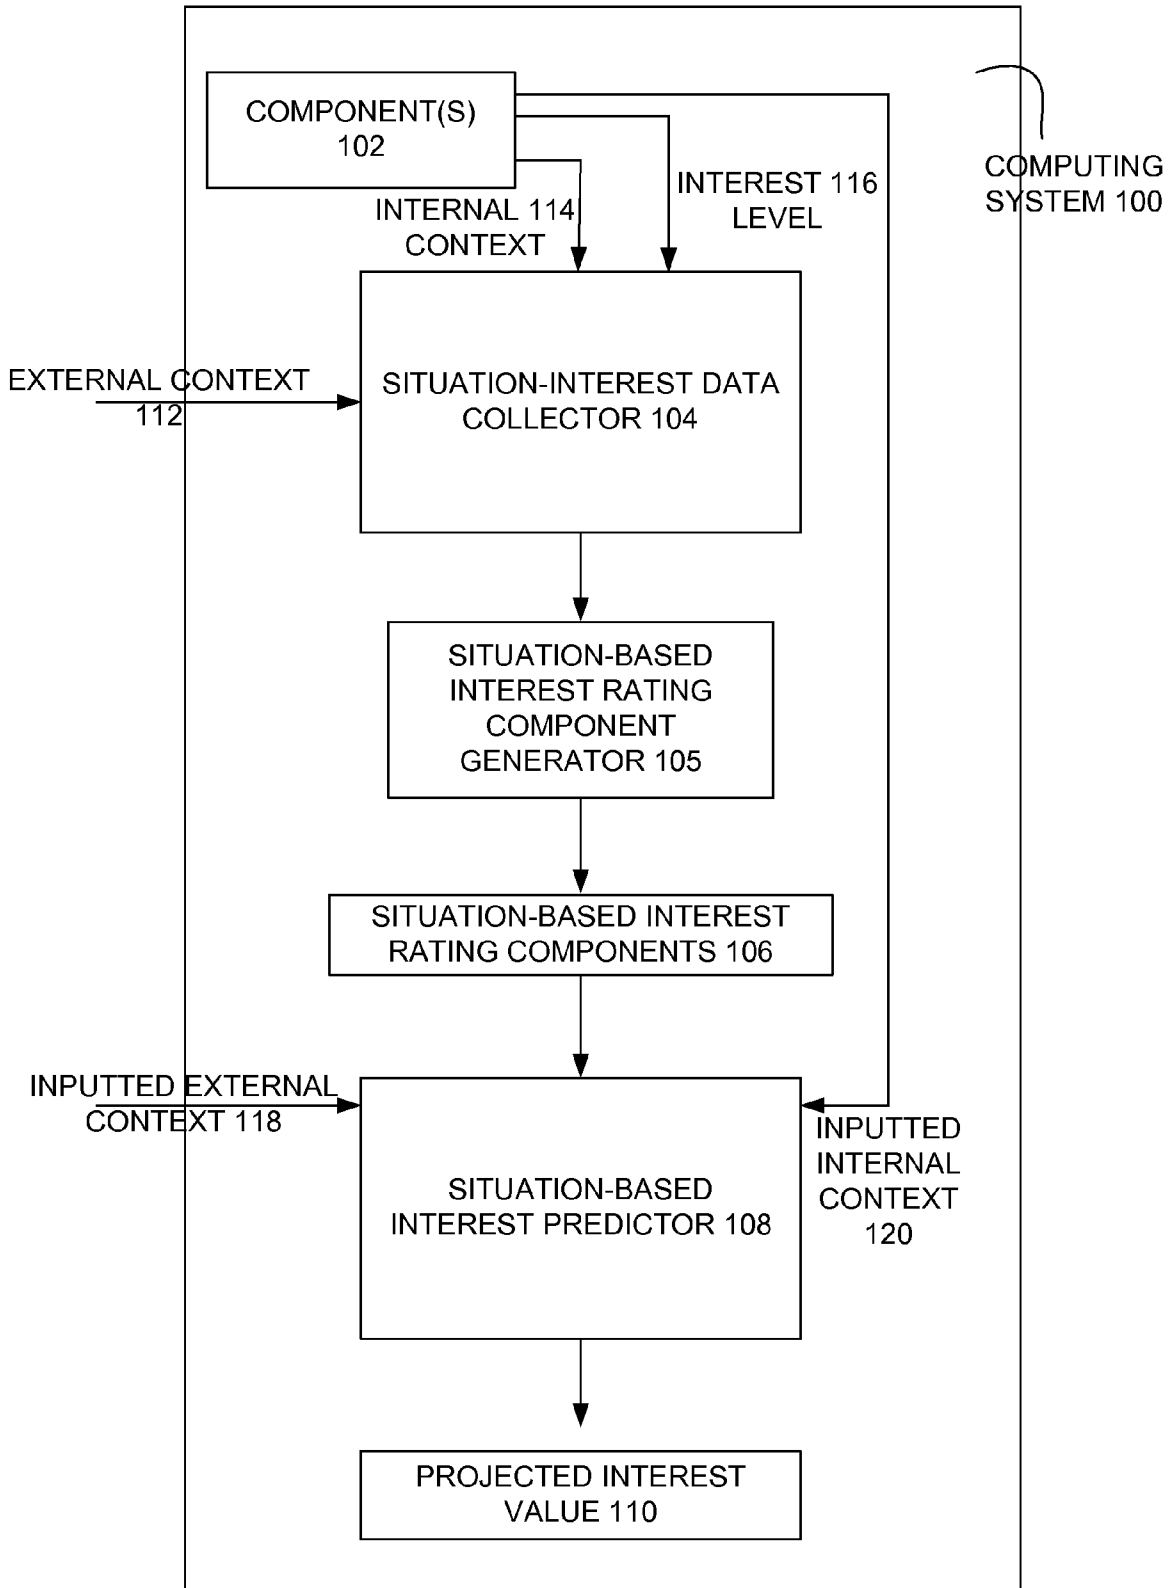 COMPONENT(S)
102
COMPUTING
SYSTEM 100
INTEREST 116
LEVEL
INTERNAL 114
CONTEXT
EXTERNAL CONTEXT
112
SITUATION-INTEREST DATA
COLLECTOR 104
SITUATION-BASED
INTEREST RATING
COMPONENT
GENERATOR 105
SITUATION-BASED INTEREST
RATING COMPONENTS 106
INPUTTED EXTERNAL
CONTEXT 118
INPUTTED
INTERNAL
CONTEXT
120
SITUATION-BASED
INTEREST PREDICTOR 108
PROJECTED INTEREST
VALUE 110